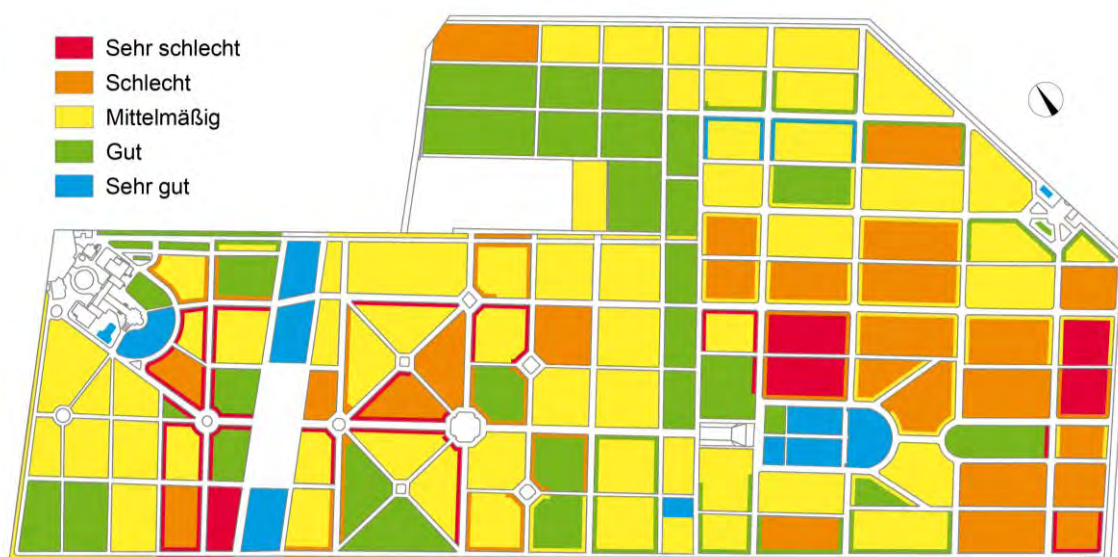 Sehr schlecht
Schlecht
Mittelmäßig
Gut
Sehr gut